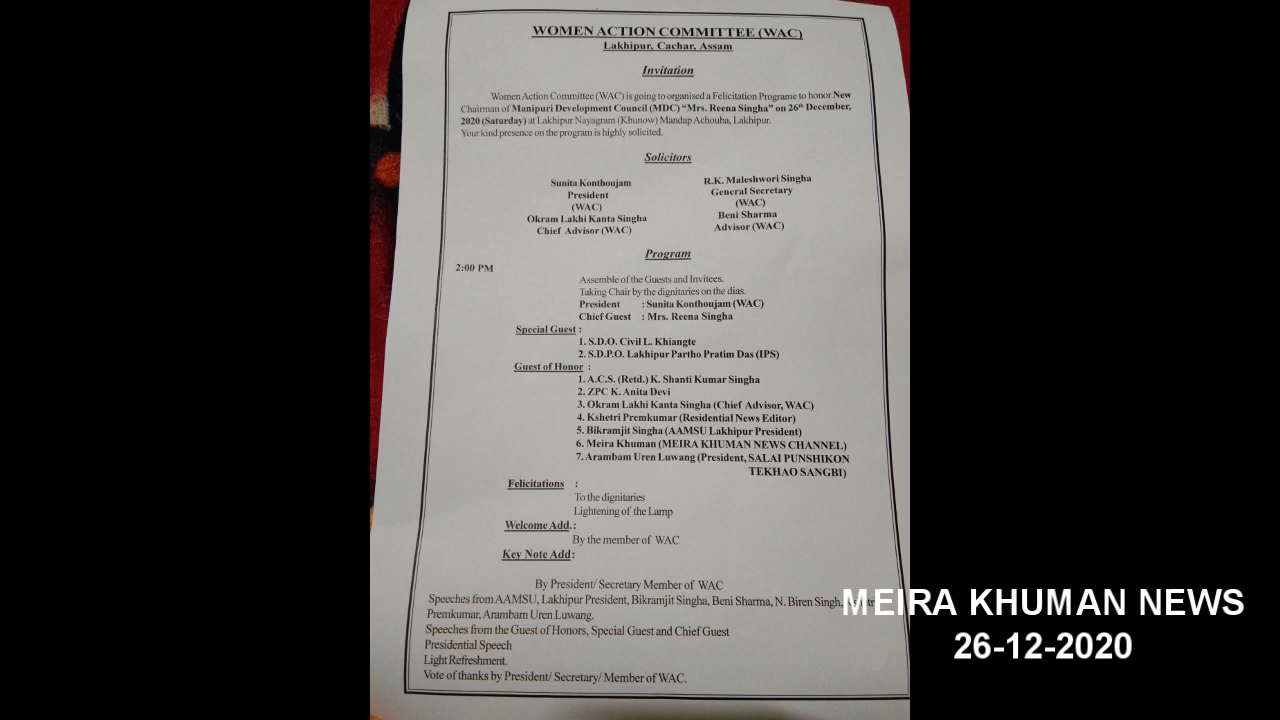 WOMEN ACTION COMMITTEE (WAC)
Lakhipur, Cachar, Assam
Invitation
Women Action Committee (WAC) is going to organised a Felicitation Programe to honor New
Chairman of Manipuri Development Council (MDC) “Mrs. Reena Singha” on 26th December,
2020 (Saturday) at Lakhipur Nayagram (Khunow) Mandap Achouba, Lakhipur.
Your kind presence on the program is highly solicited.
Solicitors
Sunita Konthoujam
President
(WAC)
Okram Lakhi Kanta Singha
Chief Advisor (WAC)
R.K. Maleshwori Singha
General Secretary
(WAC)
Beni Sharma
Advisor (WAC)
Program
2:00 PM
Assemble of the Guests and Invitees.
Taking Chair by the dignitaries on the dias.
President : Sunita Konthoujam (WAC)
Chief Guest : Mrs. Reena Singha
Special Guest :
1. S.D.O. Civil L. Khiangte
2. S.D.P.O. Lakhipur Partho Pratim Das (IPS)
Guest of Honor :
1. A.C.S. (Retd.) K. Shanti Kumar Singha
2. ZPC K. Anita Devi
3. Okram Lakhi Kanta Singha (Chief Advisor, WAC)
4. Kshetri Premkumar (Residential News Editor)
5. Bikramjit Singha (AAMSU Lakhipur President)
6. Meira Khuman (MEIRA KHUMAN NEWS CHANNEL)
7. Arambam Uren Luwang (President, SALAI PUNSHIKON
TEKHAO SANGBI)
Felicitations :
To the dignitaries
Lightening of the Lamp
Welcome Add. :
By the member of WAC
Key Note Add:
By President/ Secretary Member of WAC
Speeches from AAMSU, Lakhipur President, Bikramjit Singha, Beni Sharma, N. Biren Singh,
Premkumar, Arambam Uren Luwang.
Speeches from the Guest of Honors, Special Guest and Chief Guest
Presidential Speech
Light Refreshment.
Vote of thanks by President/ Secretary/ Member of WAC.
MEIRA KHUMAN NEWS
26-12-2020